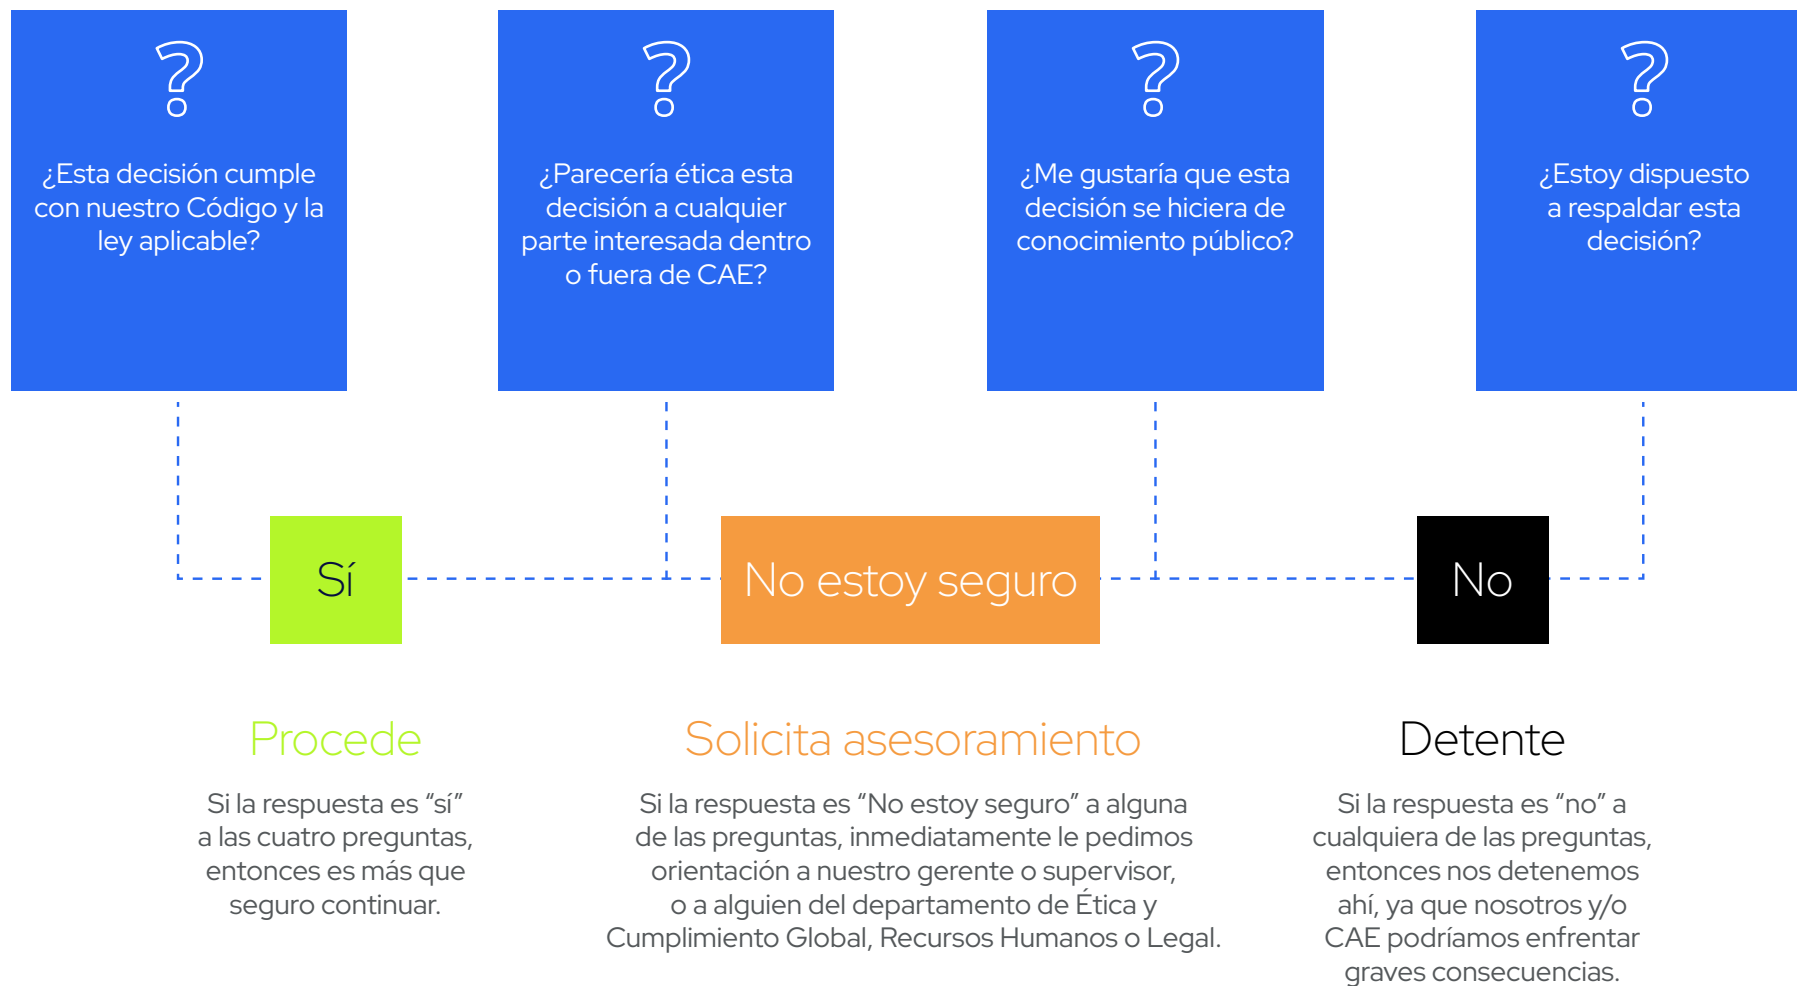 ?
¿Esta decisión cumple
con nuestro Código y la
ley aplicable?
?
¿Parecería ética esta
decisión a cualquier
parte interesada dentro
o fuera de CAE?
?
¿Me gustaría que esta
decisión se hiciera de
conocimiento público?
?
¿Estoy dispuesto
a respaldar esta
decisión?
Sí
No estoy seguro
No
Procede
Si la respuesta es “sí”
a las cuatro preguntas,
entonces es más que
seguro continuar.
Solicita asesoramiento
Si la respuesta es “No estoy seguro” a alguna
de las preguntas, inmediatamente le pedimos
orientación a nuestro gerente o supervisor,
o a alguien del departamento de Ética y
Cumplimiento Global, Recursos Humanos o Legal.
Detente
Si la respuesta es “no” a
cualquiera de las preguntas,
entonces nos detenemos
ahí, ya que nosotros y/o
CAE podríamos enfrentar
graves consecuencias.